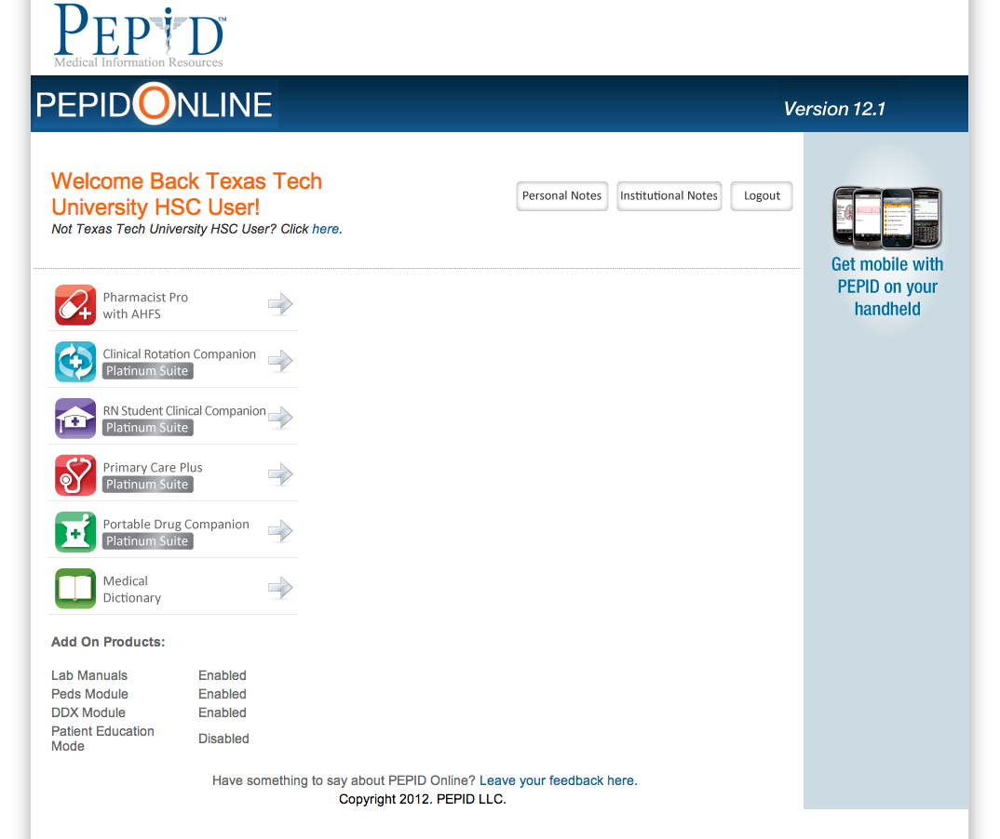 PEPID™
Medical Information Resources
PEPIDONLINE
Version 12.1
Welcome Back Texas Tech
University HSC User!
Not Texas Tech University HSC User? Click here.
Personal Notes
Institutional Notes
Logout
Get mobile with
PEPID on your
handheld
Pharmacist Pro
with AHFS
Clinical Rotation Companion
Platinum Suite
RN Student Clinical Companion
Platinum Suite
Primary Care Plus
Platinum Suite
Portable Drug Companion
Platinum Suite
Medical
Dictionary
Add On Products:
Lab Manuals Enabled
Peds Module Enabled
DDX Module Enabled
Patient Education
Mode Disabled
Have something to say about PEPID Online? Leave your feedback here.
Copyright 2012. PEPID LLC.